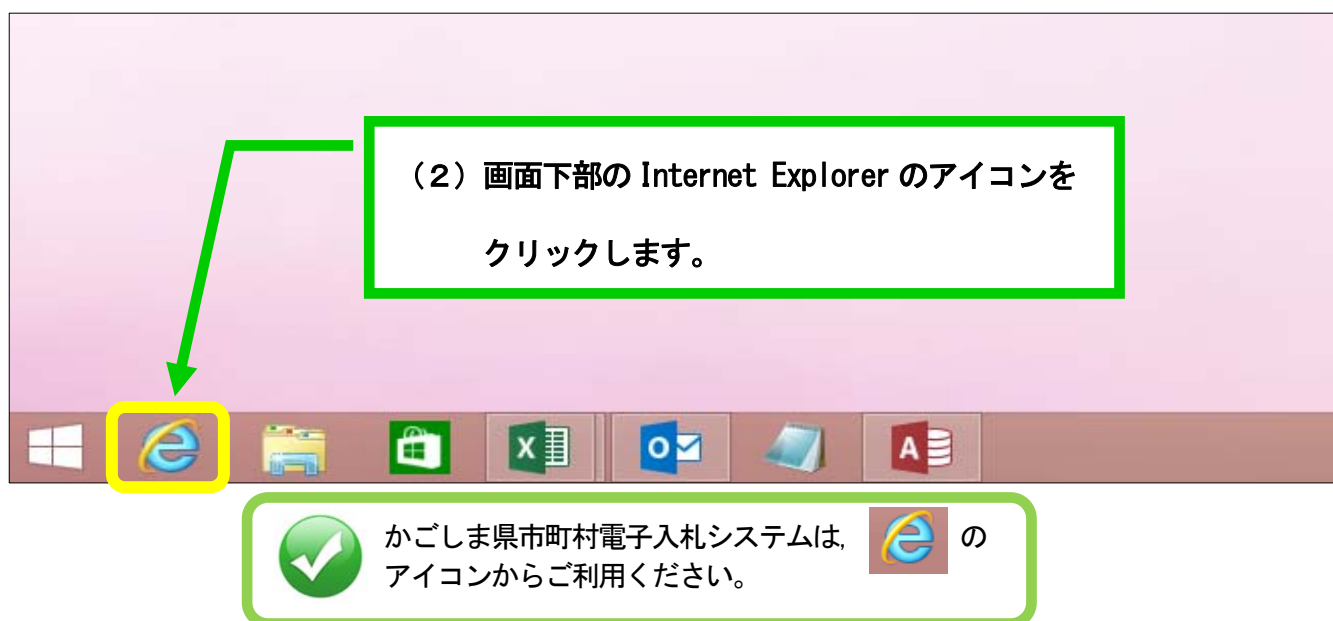 （２）画面下部の Internet Explorer のアイコンを
クリックします。
かごしま県市町村電子入札システムは, の
アイコンからご利用ください。